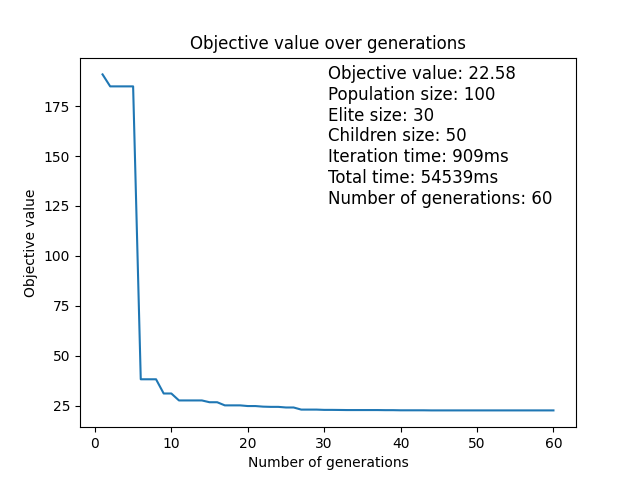 Objective value over generations
Objective value: 22.58
Population size: 100
Elite size: 30
Children size: 50
Iteration time: 909ms
Total time: 54539ms
Number of generations: 60
Objective value
175
150
125
100
75
50
25
0 10 20 30 40 50 60
Number of generations